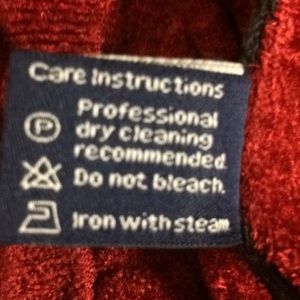 Care Instructions
P Professional
dry cleaning
recommended.
Do not bleach.
Iron with steam